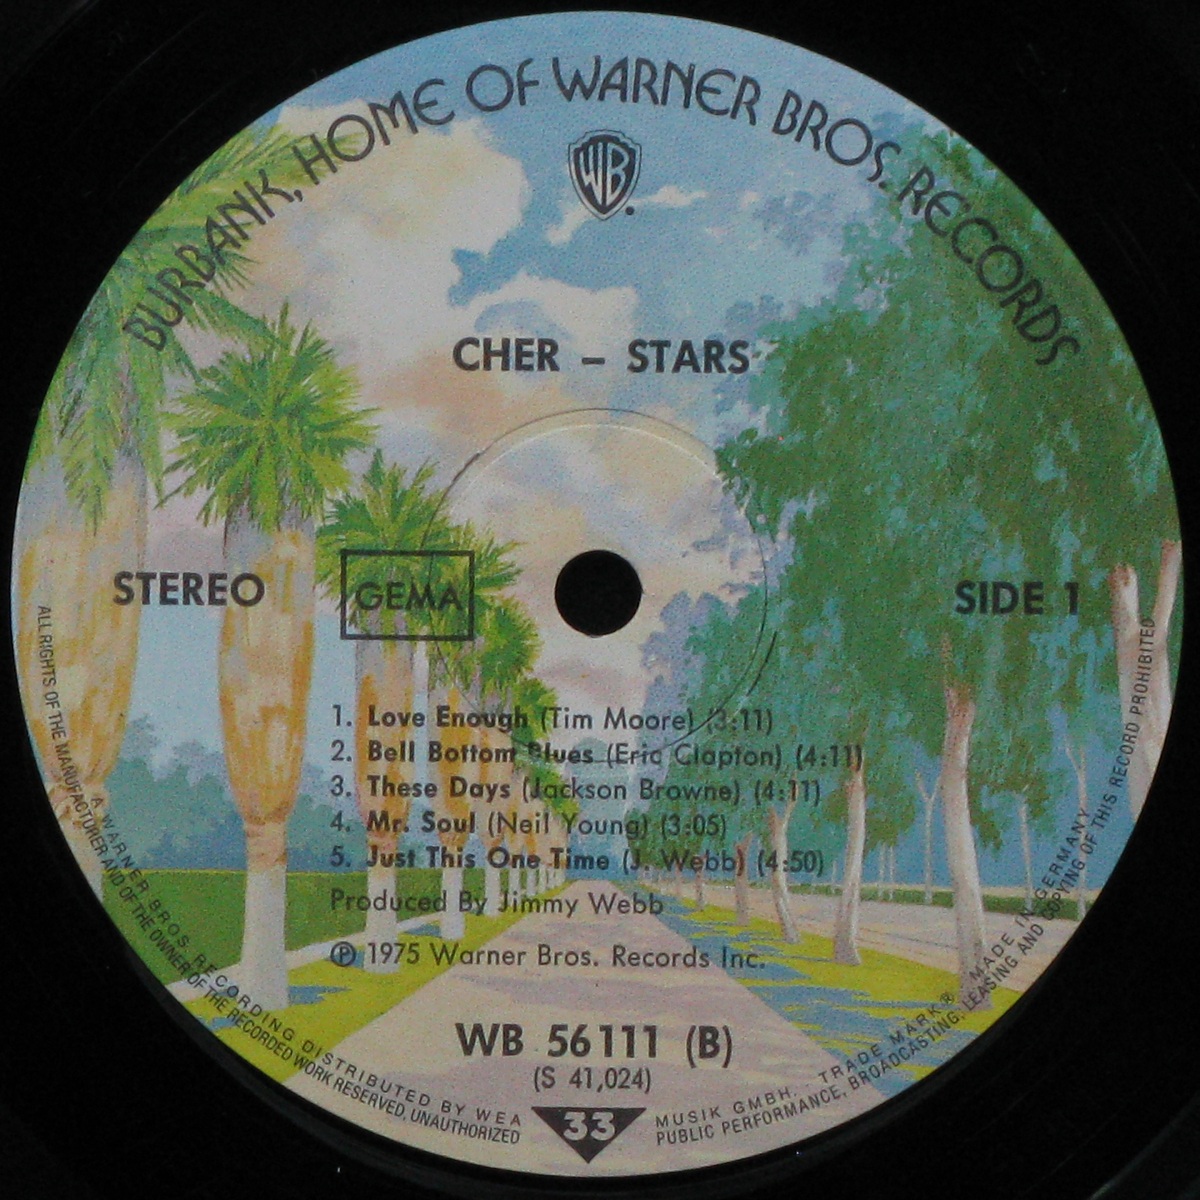 BURBANK, HOME OF WARNER BROS. RECORDS
WB
CHER – STARS
STEREO
GEMA
SIDE 1
1. Love Enough (Tim Moore) (3:11)
2. Bell Bottom Blues (Eric Clapton) (4:11)
3. These Days (Jackson Browne) (4:11)
4. Mr. Soul (Neil Young) (3:05)
5. Just This One Time (J. Webb) (4:50)
Produced By Jimmy Webb
℗ 1975 Warner Bros. Records Inc.
WB 56111 (B)
(S 41,024)
33
A WARNER BROS. RECORDING DISTRIBUTED BY WEA MUSIK GMBH. . TRADE MARK® MADE IN GERMANY
ALL RIGHTS OF THE MANUFACTURER AND OF THE OWNER OF THE RECORDED WORK RESERVED, UNAUTHORIZED PUBLIC PERFORMANCE, BROADCASTING, LEASING AND COPYING OF THIS RECORD PROHIBITED